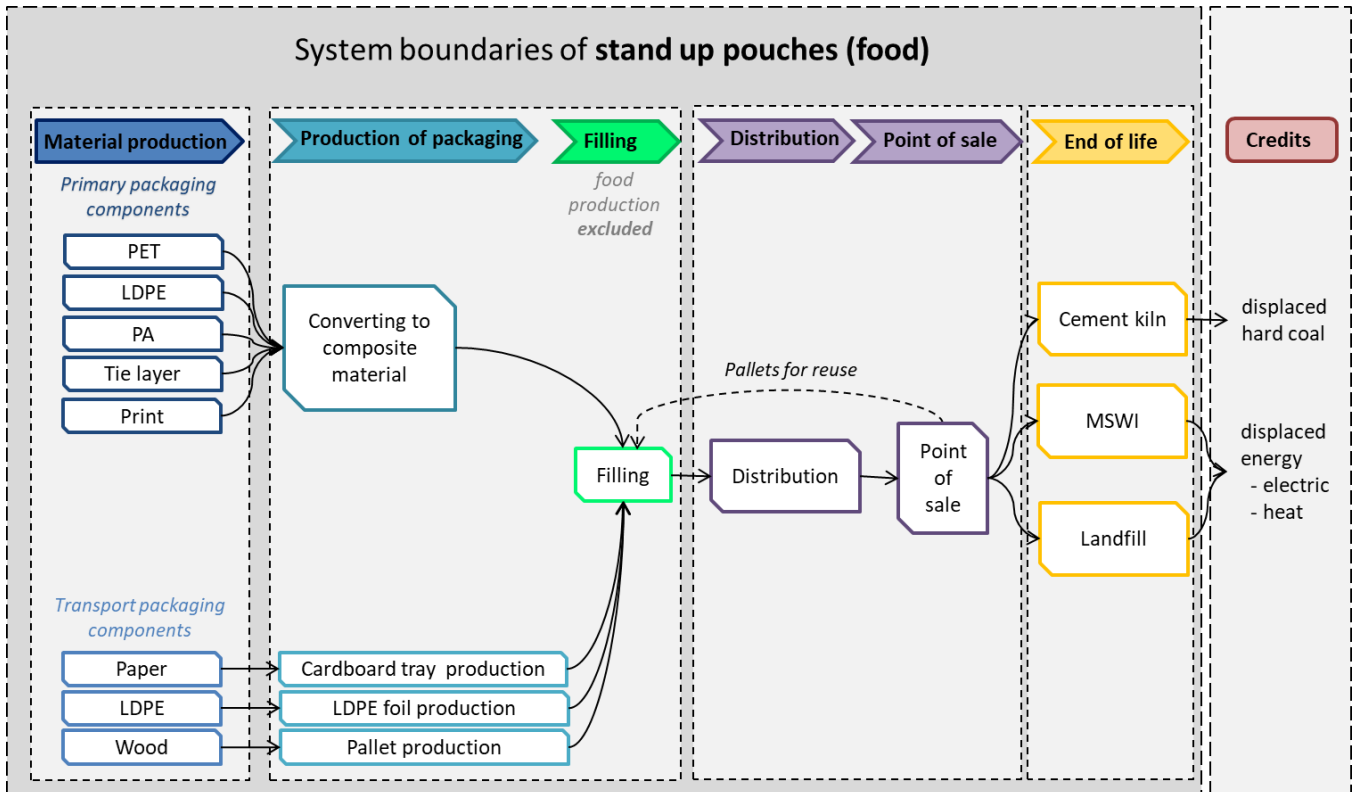 System boundaries of stand up pouches (food)
Material production
Production of packaging
Filling
Distribution
Point of sale
End of life
Credits
Primary packaging
components
food
production
excluded
PET
LDPE
PA
Tie layer
Print
Converting to
composite
material
Pallets for reuse
Filling
Distribution
Point
of
sale
Cement kiln
MSWI
Landfill
displaced
hard coal
displaced
energy
- electric
- heat
Transport packaging
components
Paper
Cardboard tray production
LDPE
LDPE foil production
Wood
Pallet production